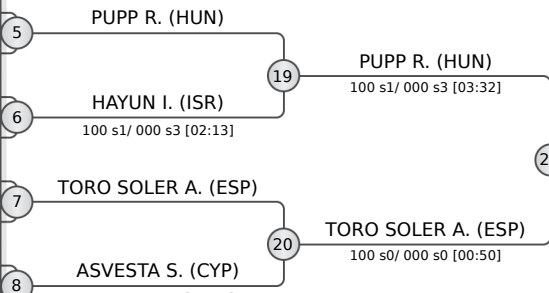 PUPP R. (HUN)
5
19
PUPP R. (HUN)
100 s1/ 000 s3 [03:32]
HAYUN I. (ISR)
6
100 s1/ 000 s3 [02:13]
TORO SOLER A. (ESP)
7
20
TORO SOLER A. (ESP)
100 s0/ 000 s0 [00:50]
ASVESTA S. (CYP)
8